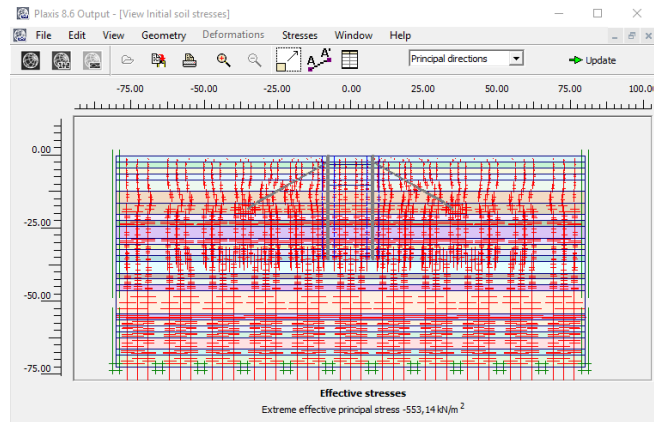 Plaxis 8.6 Output - [View Initial soil stresses]
File Edit View Geometry Deformations Stresses Window Help
Principal directions Update
-75.00 -50.00 -25.00 0.00 25.00 50.00 75.00 100.0
0.00
-25.00
-50.00
-75.00
Effective stresses
Extreme effective principal stress -553,14 kN/m 2